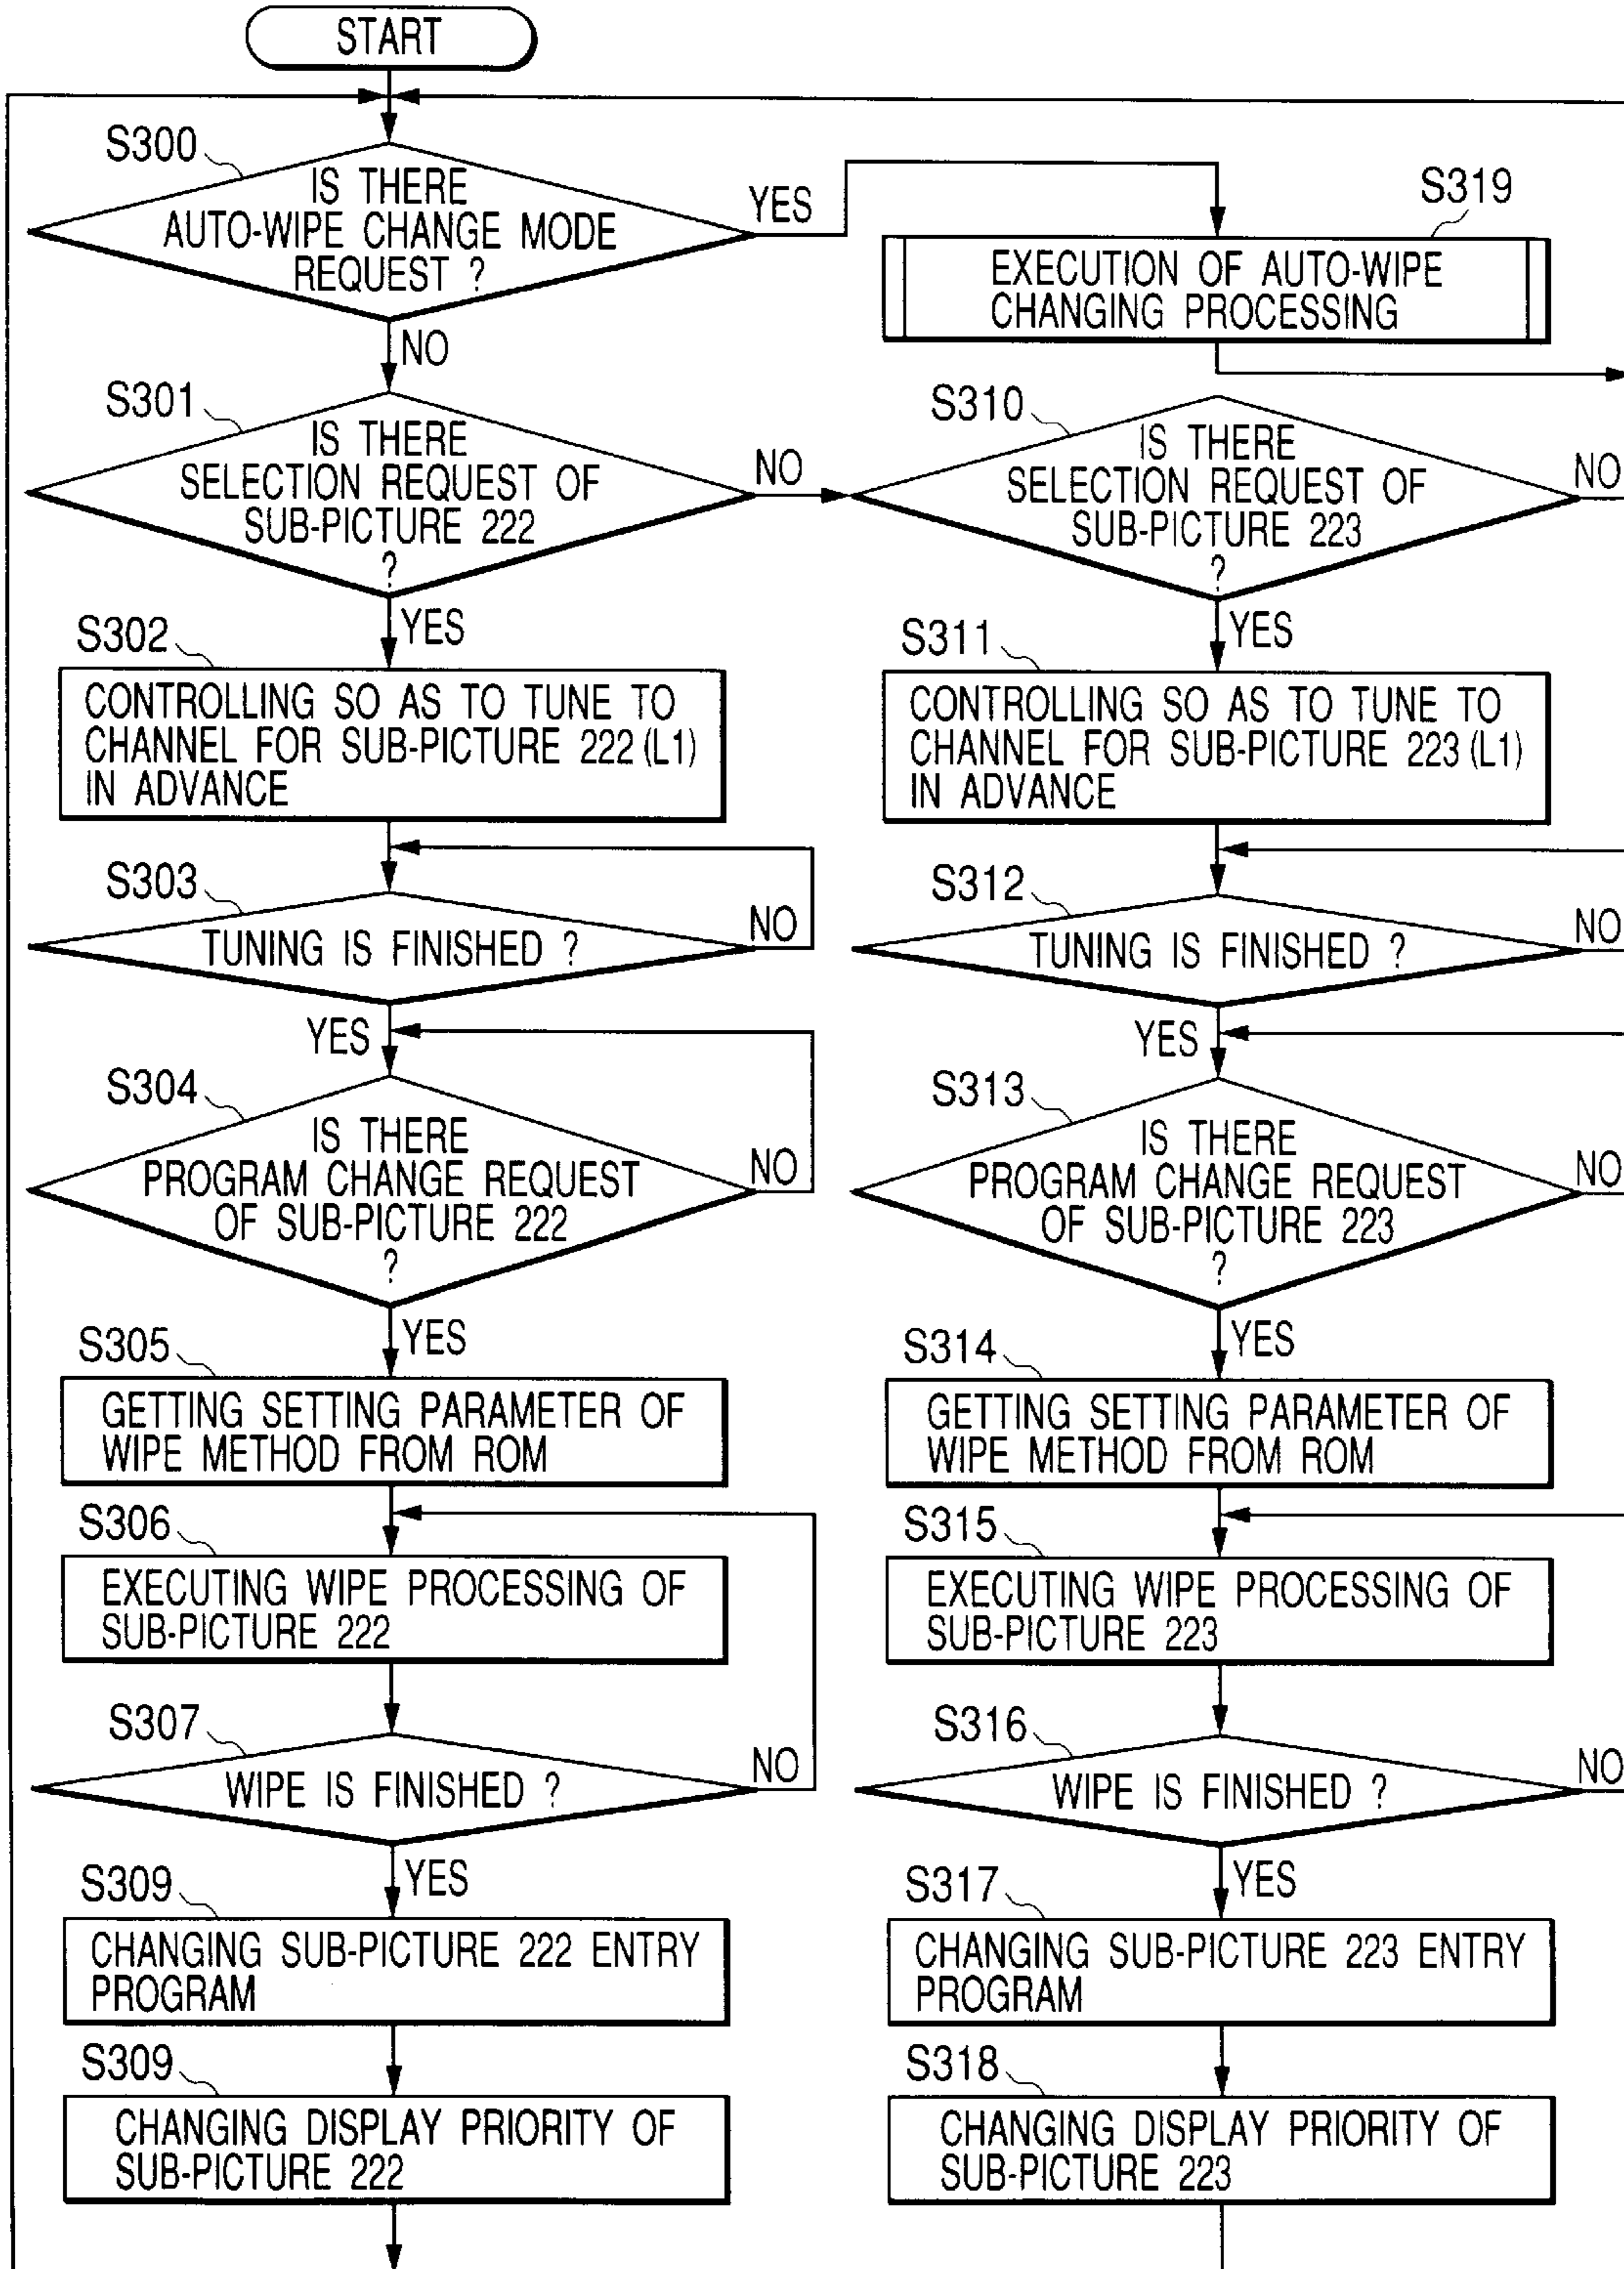 START
S300
IS THERE
AUTO-WIPE CHANGE MODE
REQUEST ?
YES
NO
S319
EXECUTION OF AUTO-WIPE
CHANGING PROCESSING
S301
IS THERE
SELECTION REQUEST OF
SUB-PICTURE 222
?
NO
YES
S310
IS THERE
SELECTION REQUEST OF
SUB-PICTURE 223
?
NO
YES
S302
CONTROLLING SO AS TO TUNE TO
CHANNEL FOR SUB-PICTURE 222 (L1)
IN ADVANCE
S311
CONTROLLING SO AS TO TUNE TO
CHANNEL FOR SUB-PICTURE 223 (L1)
IN ADVANCE
S303
TUNING IS FINISHED ?
NO
YES
S312
TUNING IS FINISHED ?
NO
YES
S304
IS THERE
PROGRAM CHANGE REQUEST
OF SUB-PICTURE 222
?
NO
YES
S313
IS THERE
PROGRAM CHANGE REQUEST
OF SUB-PICTURE 223
?
NO
YES
S305
GETTING SETTING PARAMETER OF
WIPE METHOD FROM ROM
S314
GETTING SETTING PARAMETER OF
WIPE METHOD FROM ROM
S306
EXECUTING WIPE PROCESSING OF
SUB-PICTURE 222
S315
EXECUTING WIPE PROCESSING OF
SUB-PICTURE 223
S307
WIPE IS FINISHED ?
NO
YES
S316
WIPE IS FINISHED ?
NO
YES
S309
CHANGING SUB-PICTURE 222 ENTRY
PROGRAM
S317
CHANGING SUB-PICTURE 223 ENTRY
PROGRAM
S309
CHANGING DISPLAY PRIORITY OF
SUB-PICTURE 222
S318
CHANGING DISPLAY PRIORITY OF
SUB-PICTURE 223